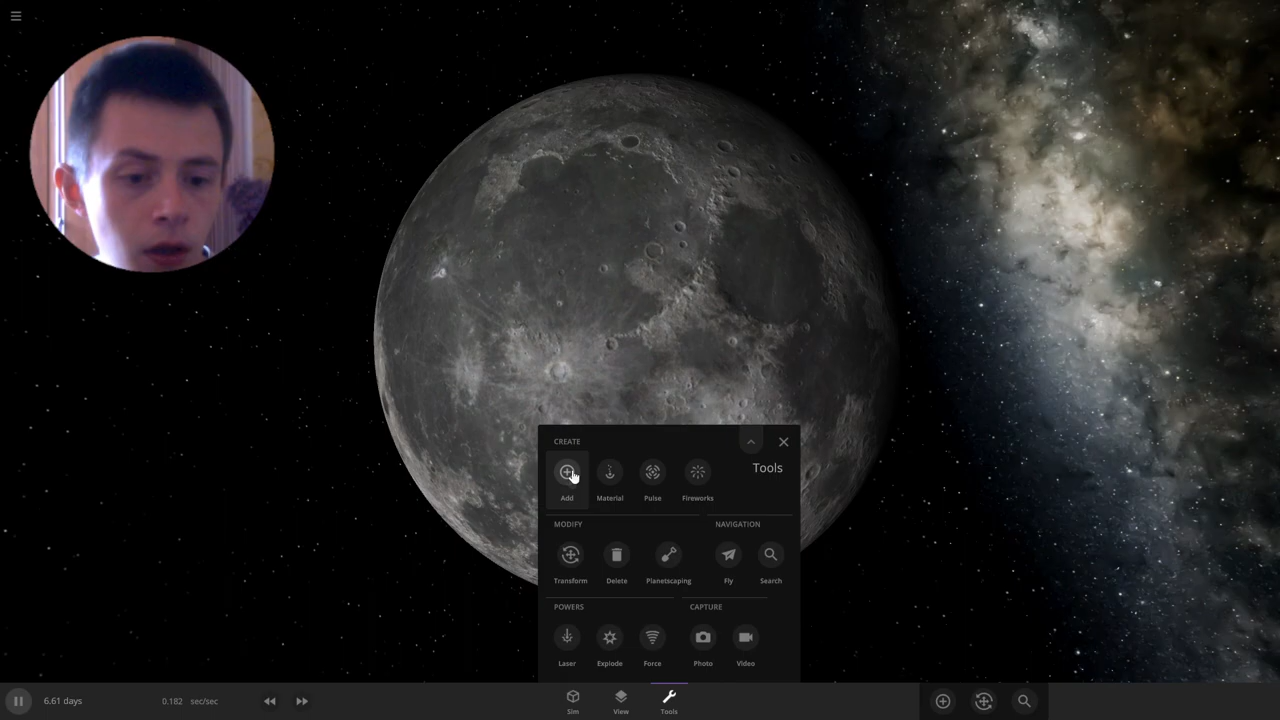 CREATE
Tools
Add Material Pulse Fireworks
MODIFY NAVIGATION
Transform Delete Planetscaping Fly Search
POWERS CAPTURE
Laser Explode Force Photo Video
6.61 days 0.182 sec/sec
Sim View Tools